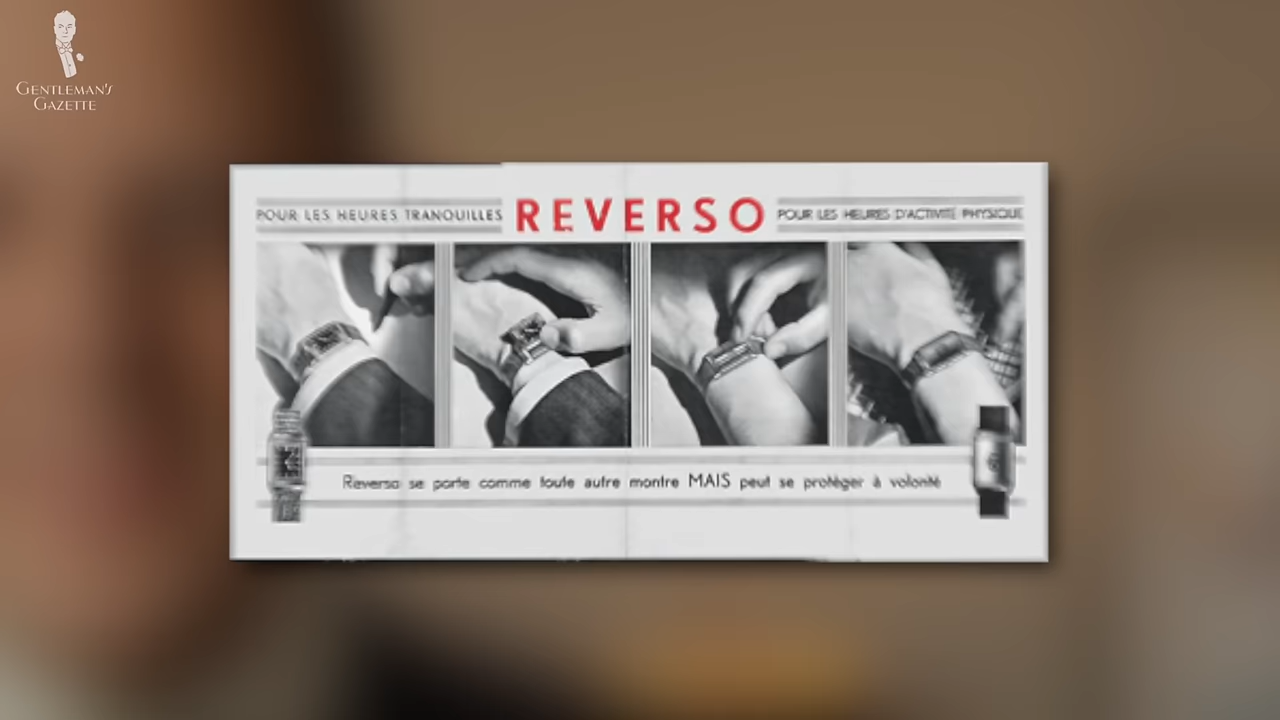 GENTLEMAN'S
GAZETTE
POUR LES HEURES TRANQUILLES REVERSO POUR LES HEURES D'ACTIVITÉ PHYSIQUE
Reverso se porte comme toute autre montre MAIS peut se protéger à volonté